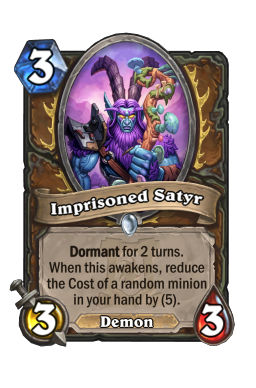 3
Imprisoned Satyr
Dormant for 2 turns.
When this awakens, reduce
the Cost of a random minion
in your hand by (5).
3 Demon 3